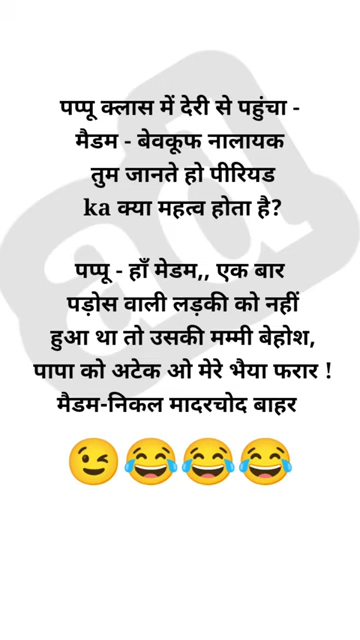 पप्पू क्लास में देरी से पहुंचा -
मैडम - बेवकूफ नालायक
तुम जानते हो पीरियड
ka क्या महत्व होता है?
पप्पू - हाँ मेडम,, एक बार
पड़ोस वाली लड़की को नहीं
हुआ था तो उसकी मम्मी बेहोश,
पापा को अटेक ओ मेरे भैया फरार !
मैडम-निकल मादरचोद बाहर
😉😂😂😂
ad